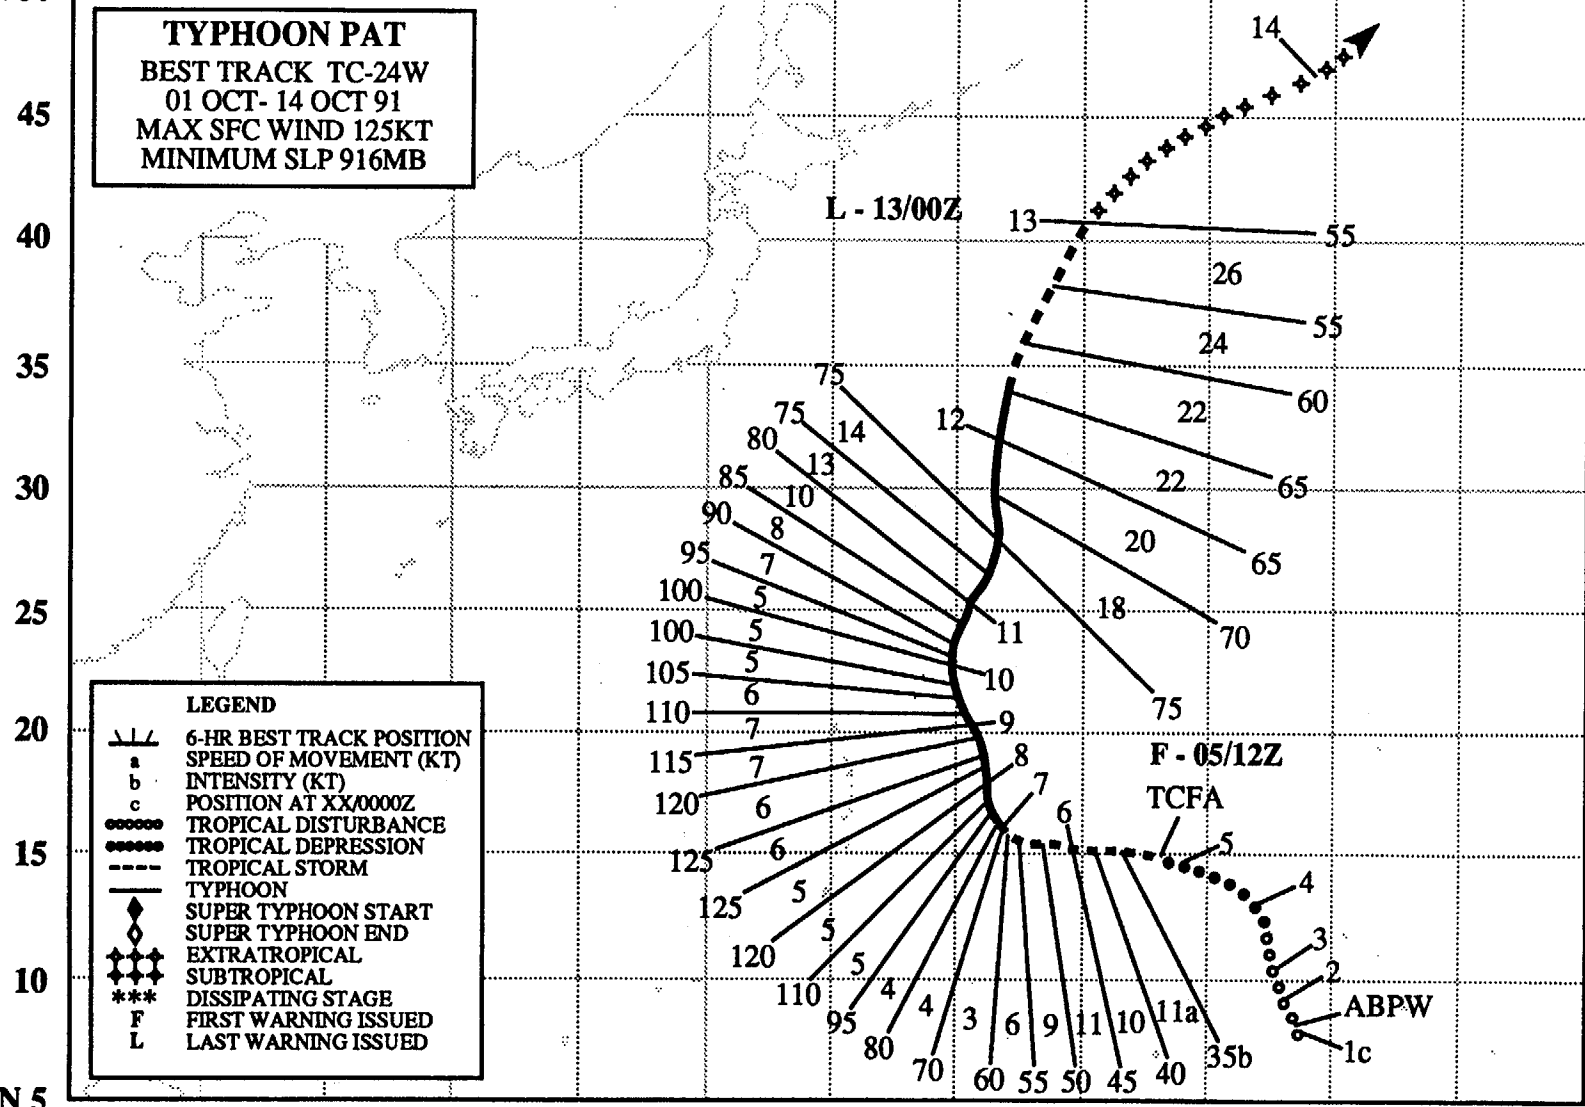 TYPHOON PAT
BEST TRACK TC-24W
01 OCT- 14 OCT 91
MAX SFC WIND 125KT
MINIMUM SLP 916MB
14
45
L - 13/00Z
13
55
40
26
55
24
35
75
60
22
12
75
14
80
13
22
65
30
85
10
90
8
20
65
95
7
100
5
18
70
25
11
100
5
105
5
10
75
110
6
9
20
7
115
7
8
F - 05/12Z
120
7
TCFA
6
6
5
15
125
6
4
125
5
3
120
5
2
10
110
5
ABPW
95
4
4
3
6
9
11
10
11a
35b
1c
80
70
60
55
50
45
40
N 5
LEGEND
6-HR BEST TRACK POSITION
a SPEED OF MOVEMENT (KT)
b INTENSITY (KT)
c POSITION AT XX/0000Z
TROPICAL DISTURBANCE
TROPICAL DEPRESSION
TROPICAL STORM
TYPHOON
SUPER TYPHOON START
SUPER TYPHOON END
EXTRATROPICAL
SUBTROPICAL
*** DISSIPATING STAGE
F FIRST WARNING ISSUED
L LAST WARNING ISSUED